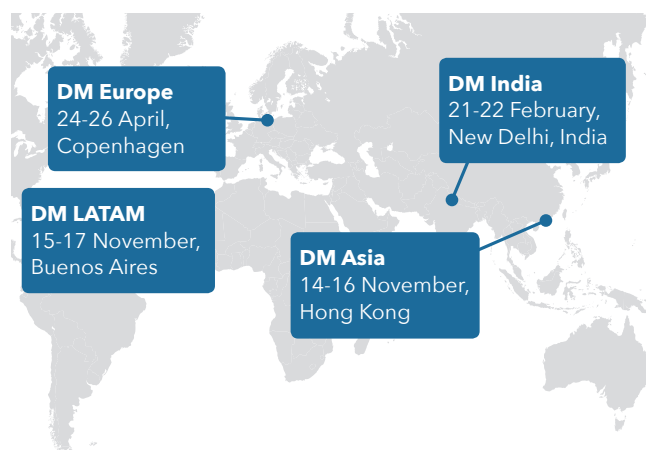 DM Europe
24-26 April,
Copenhagen
DM India
21-22 February,
New Delhi, India
DM LATAM
15-17 November,
Buenos Aires
DM Asia
14-16 November,
Hong Kong